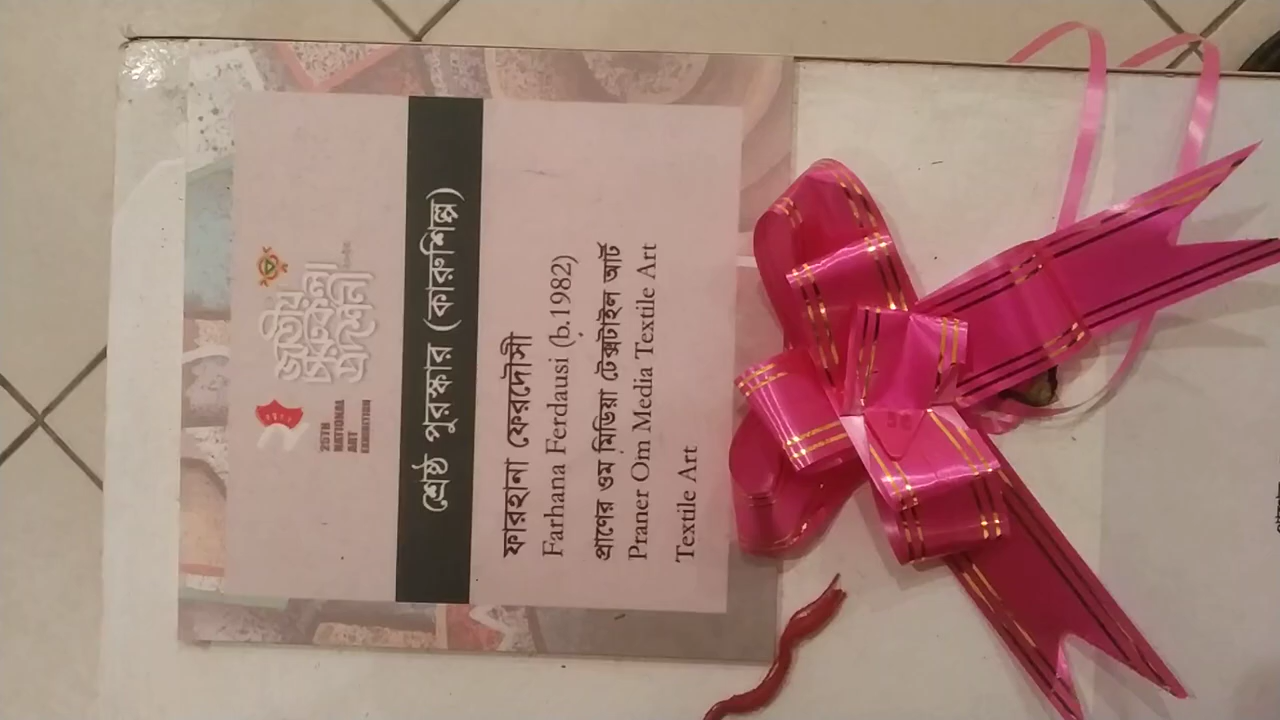 25TH
NATIONAL
ART
EXHIBITION
জাতীয়
চারুকলা
প্রদর্শনী
শ্রেষ্ঠ পুরস্কার (কারুশিল্প)
ফারহানা ফেরদৌসী
Farhana Ferdausi (b.1982)
প্রাণের ওম্ মিডিয়া টেক্সটাইল আর্ট
Praner Om Media Textile Art
Textile Art